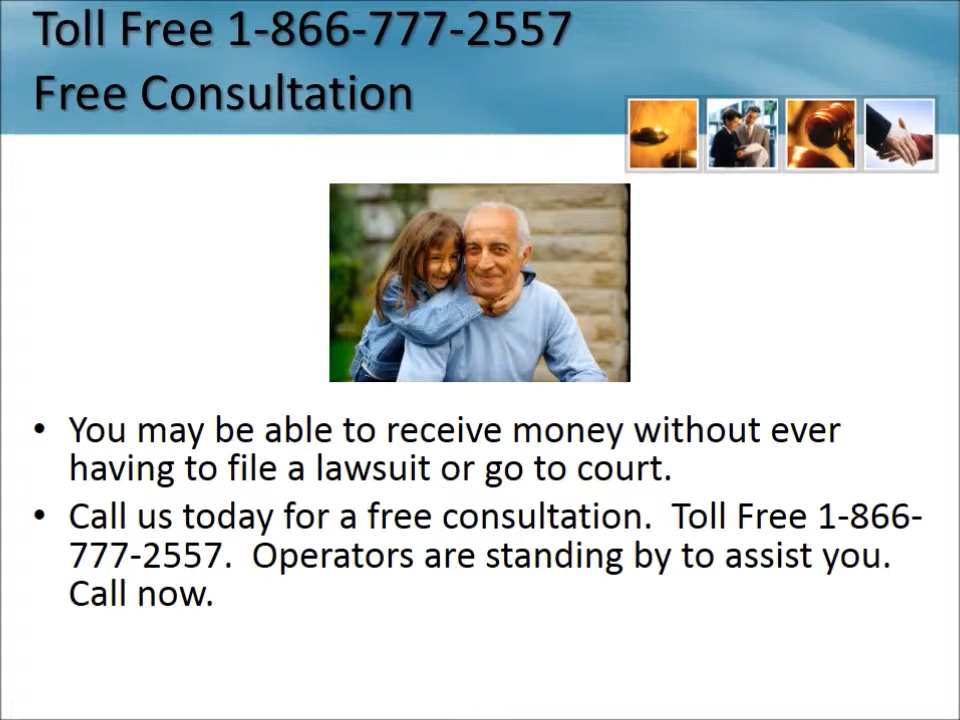 Toll Free 1-866-777-2557
Free Consultation
• You may be able to receive money without ever
having to file a lawsuit or go to court.
• Call us today for a free consultation.  Toll Free 1-866-
777-2557.  Operators are standing by to assist you.
Call now.